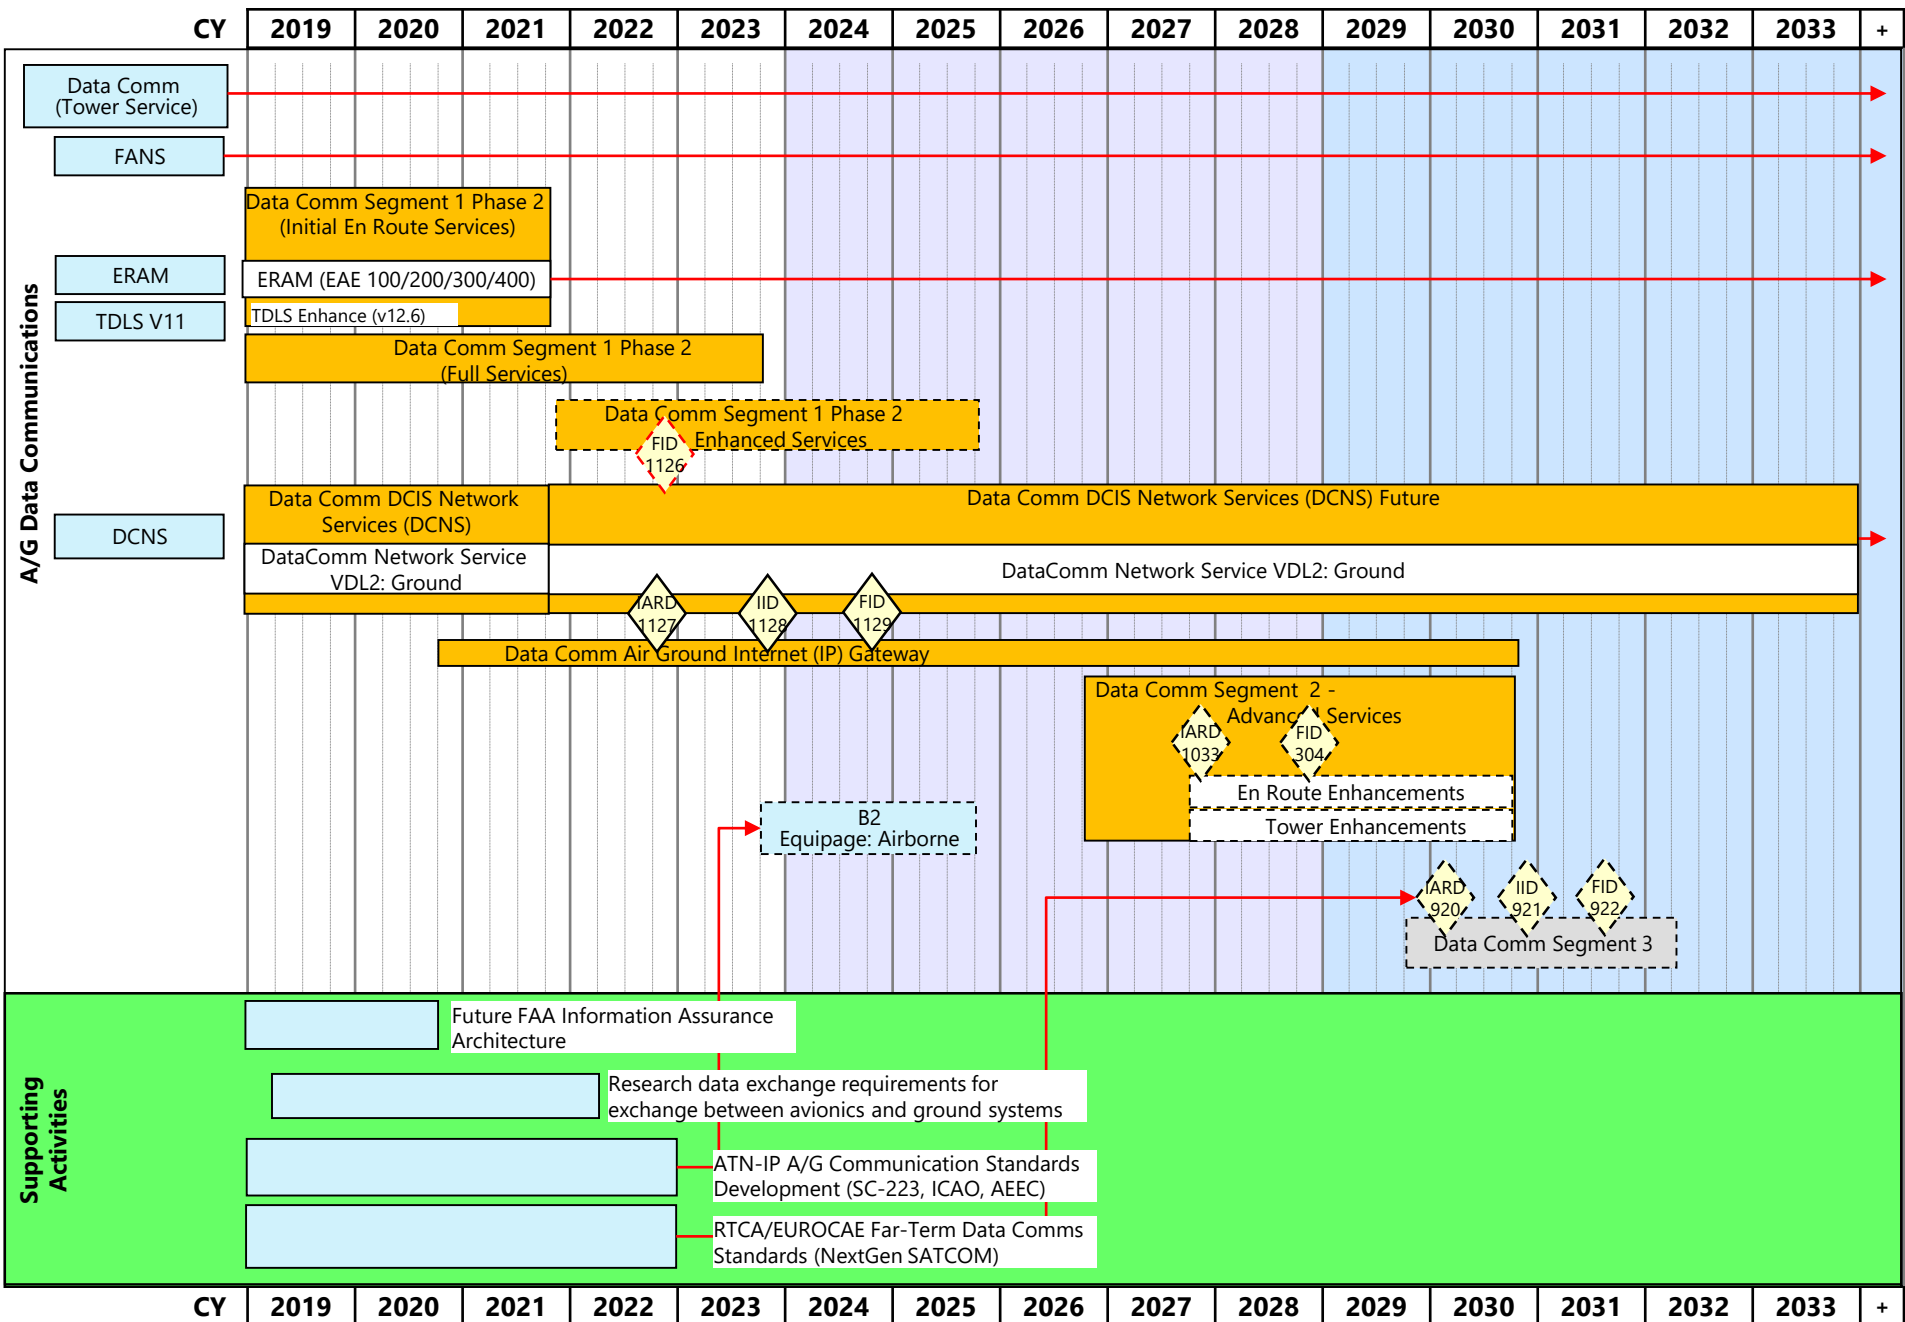 CY 2019 2020 2021 2022 2023 2024 2025 2026 2027 2028 2029 2030 2031 2032 2033 +
A/G Data Communications
Data Comm
(Tower Service)
FANS
Data Comm Segment 1 Phase 2
(Initial En Route Services)
ERAM
ERAM (EAE 100/200/300/400)
TDLS V11
TDLS Enhance (v12.6)
Data Comm Segment 1 Phase 2
(Full Services)
Data Comm Segment 1 Phase 2
Enhanced Services
FID
1126
DCNS
Data Comm DCIS Network
Services (DCNS)
Data Comm DCIS Network Services (DCNS) Future
DataComm Network Service
VDL2: Ground
DataComm Network Service VDL2: Ground
IARD
1127
IID
1128
FID
1129
Data Comm Air Ground Internet (IP) Gateway
Data Comm Segment 2 -
Advanced Services
IARD
1033
FID
304
En Route Enhancements
Tower Enhancements
B2
Equipage: Airborne
IARD
920
IID
921
FID
922
Data Comm Segment 3
Supporting
Activities
Future FAA Information Assurance
Architecture
Research data exchange requirements for
exchange between avionics and ground systems
ATN-IP A/G Communication Standards
Development (SC-223, ICAO, AEEC)
RTCA/EUROCAE Far-Term Data Comms
Standards (NextGen SATCOM)
CY 2019 2020 2021 2022 2023 2024 2025 2026 2027 2028 2029 2030 2031 2032 2033 +